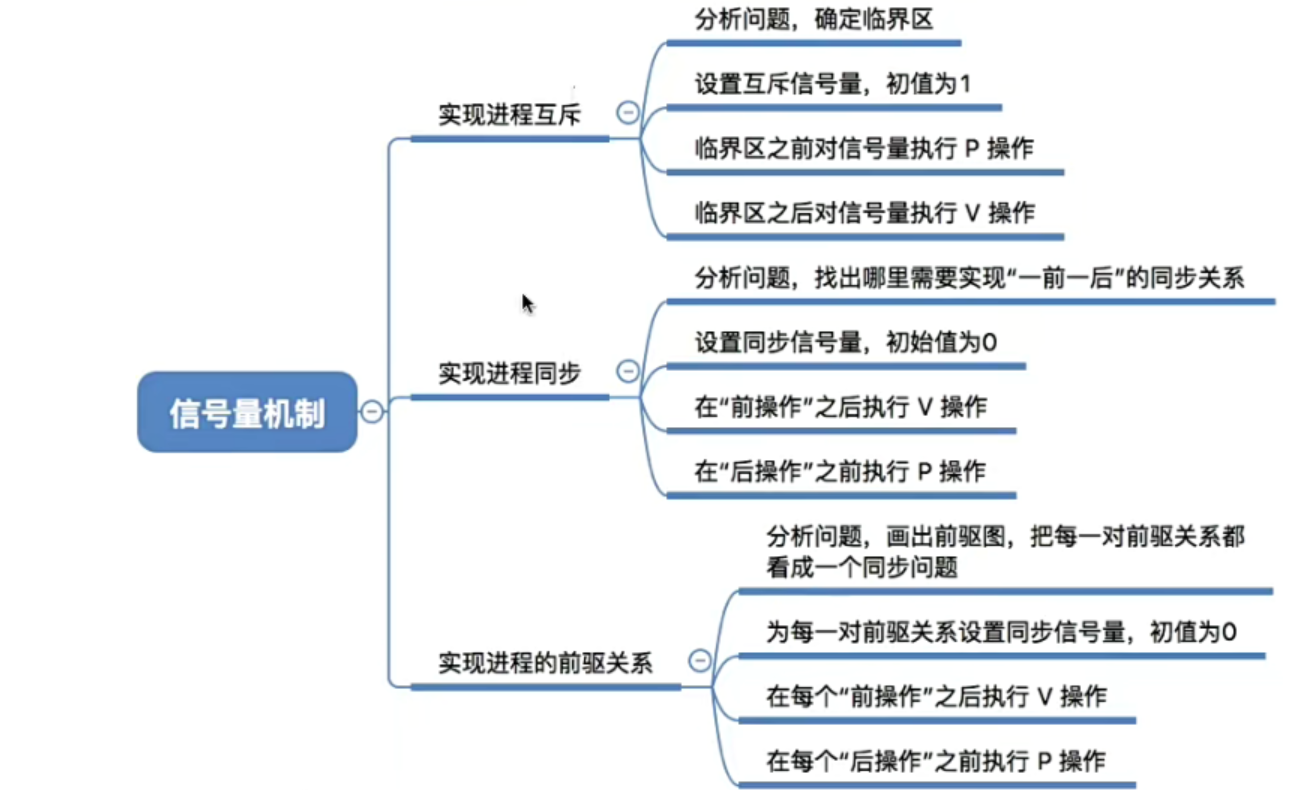 信号量机制
实现进程互斥
分析问题，确定临界区
设置互斥信号量，初值为1
临界区之前对信号量执行 P 操作
临界区之后对信号量执行 V 操作
实现进程同步
分析问题，找出哪里需要实现“一前一后”的同步关系
设置同步信号量，初始值为0
在“前操作”之后执行 V 操作
在“后操作”之前执行 P 操作
实现进程的前驱关系
分析问题，画出前驱图，把每一对前驱关系都
看成一个同步问题
为每一对前驱关系设置同步信号量，初值为0
在每个“前操作”之后执行 V 操作
在每个“后操作”之前执行 P 操作